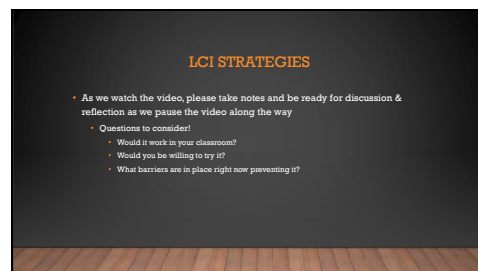 LCI STRATEGIES
• As we watch the video, please take notes and be ready for discussion &
reflection as we pause the video along the way
• Questions to consider!
• Would it work in your classroom?
• Would you be willing to try it?
• What barriers are in place right now preventing it?